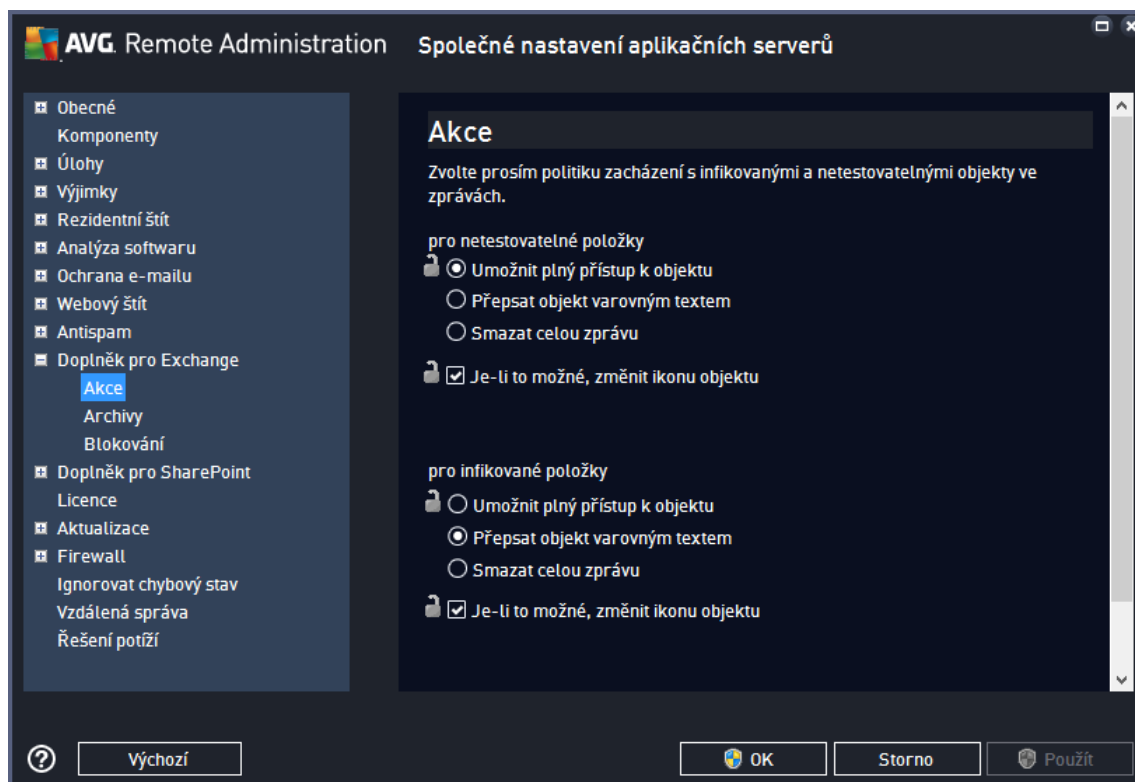 AVG. Remote Administration
Společné nastavení aplikačních serverů
Obecné
Komponenty
Úlohy
Výjimky
Rezidentní štít
Analýza softwaru
Ochrana e-mailu
Webový štít
Antispam
Doplněk pro Exchange
Akce
Archivy
Blokování
Doplněk pro SharePoint
Licence
Aktualizace
Firewall
Ignorovat chybový stav
Vzdálená správa
Řešení potíží
Akce
Zvolte prosím politiku zacházení s infikovanými a netestovatelnými objekty ve
zprávách.
pro netestovatelné položky
Umožnit plný přístup k objektu
Přepsat objekt varovným textem
Smazat celou zprávu
Je-li to možné, změnit ikonu objektu
pro infikované položky
Umožnit plný přístup k objektu
Přepsat objekt varovným textem
Smazat celou zprávu
Je-li to možné, změnit ikonu objektu
Výchozí
OK
Storno
Použít